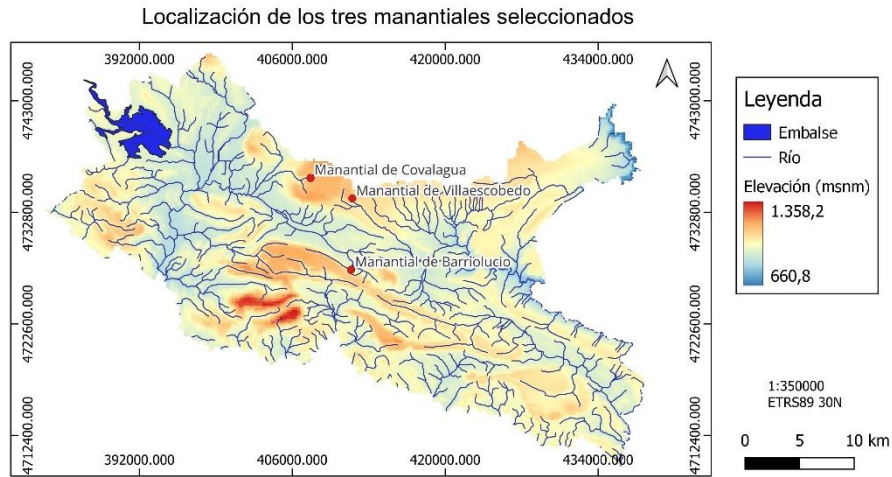 Localización de los tres manantiales seleccionados
392000.000 406000.000 420000.000 434000.000
4743000.000
4732800.000
4722600.000
4712400.000
Manantial de Covalagua
Manantial de Villaescobedo
Manantial de Barriolucio
4743000.000
4732800.000
4722600.000
4712400.000
392000.000 406000.000 420000.000 434000.000
Leyenda
Embalse
Río
Elevación (msnm)
1.358,2
660,8
1:350000
ETRS89 30N
0 5 10 km